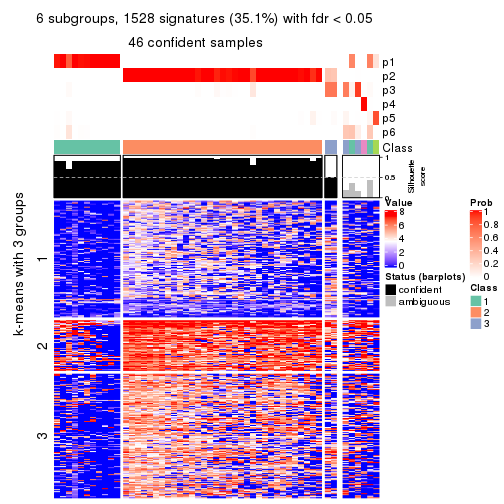 6 subgroups, 1528 signatures (35.1%) with fdr < 0.05
46 confident samples
p1
p2
p3
p4
p5
p6
Class
1
0.5
0
Silhouette
score
k-means with 3 groups
1
2
3
Value
8
6
4
2
0
Status (barplots)
confident
ambiguous
Prob
1
0.8
0.6
0.4
0.2
0
Class
1
2
3